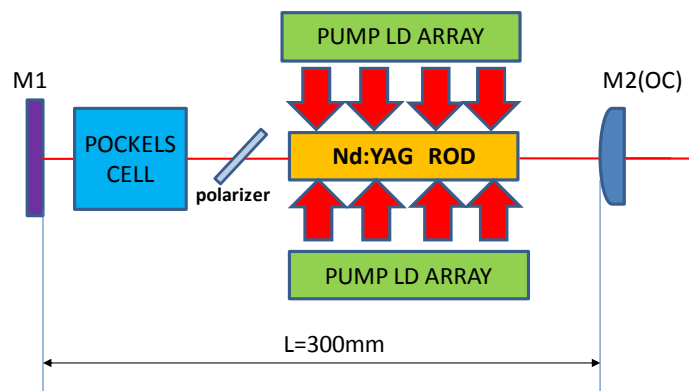 PUMP LD ARRAY
M1
M2(OC)
POCKELS
CELL
Nd:YAG ROD
polarizer
PUMP LD ARRAY
L=300mm